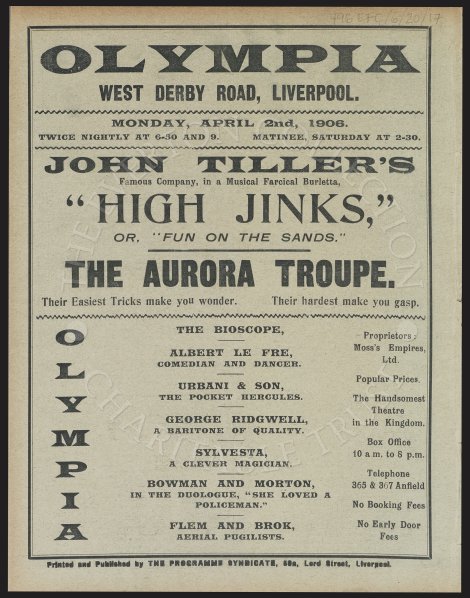 OLYMPIA
WEST DERBY ROAD, LIVERPOOL.
MONDAY, APRIL 2nd, 1906.
TWICE NIGHTLY AT 6-50 AND 9. MATINEE, SATURDAY AT 2-30.
JOHN TILLER'S
Famous Company, in a Musical Farcical Burletta,
"HIGH JINKS,"
OR, "FUN ON THE SANDS."
THE AURORA TROUPE.
Their Easiest Tricks make you wonder. Their hardest make you gasp.
OLYMPIA
THE BIOSCOPE,
ALBERT LE FRE,
COMEDIAN AND DANCER.
URBANI & SON,
THE POCKET HERCULES.
GEORGE RIDGWELL,
A BARITONE OF QUALITY.
SYLVESTA,
A CLEVER MAGICIAN.
BOWMAN AND MORTON,
IN THE DUOLOGUE, "SHE LOVED A
POLICEMAN."
FLEM AND BROK,
AERIAL PUGILISTS.
Proprietors:
Moss's Empires,
Ltd.
Popular Prices.
The Handsomest
Theatre
in the Kingdom.
Box Office
10 a.m. to 8 p.m.
Telephone
365 & 367 Anfield
No Booking Fees
No Early Door
Fees
Printed and Published by THE PROGRAMME SYNDICATE, 59a, Lord Street, Liverpool.